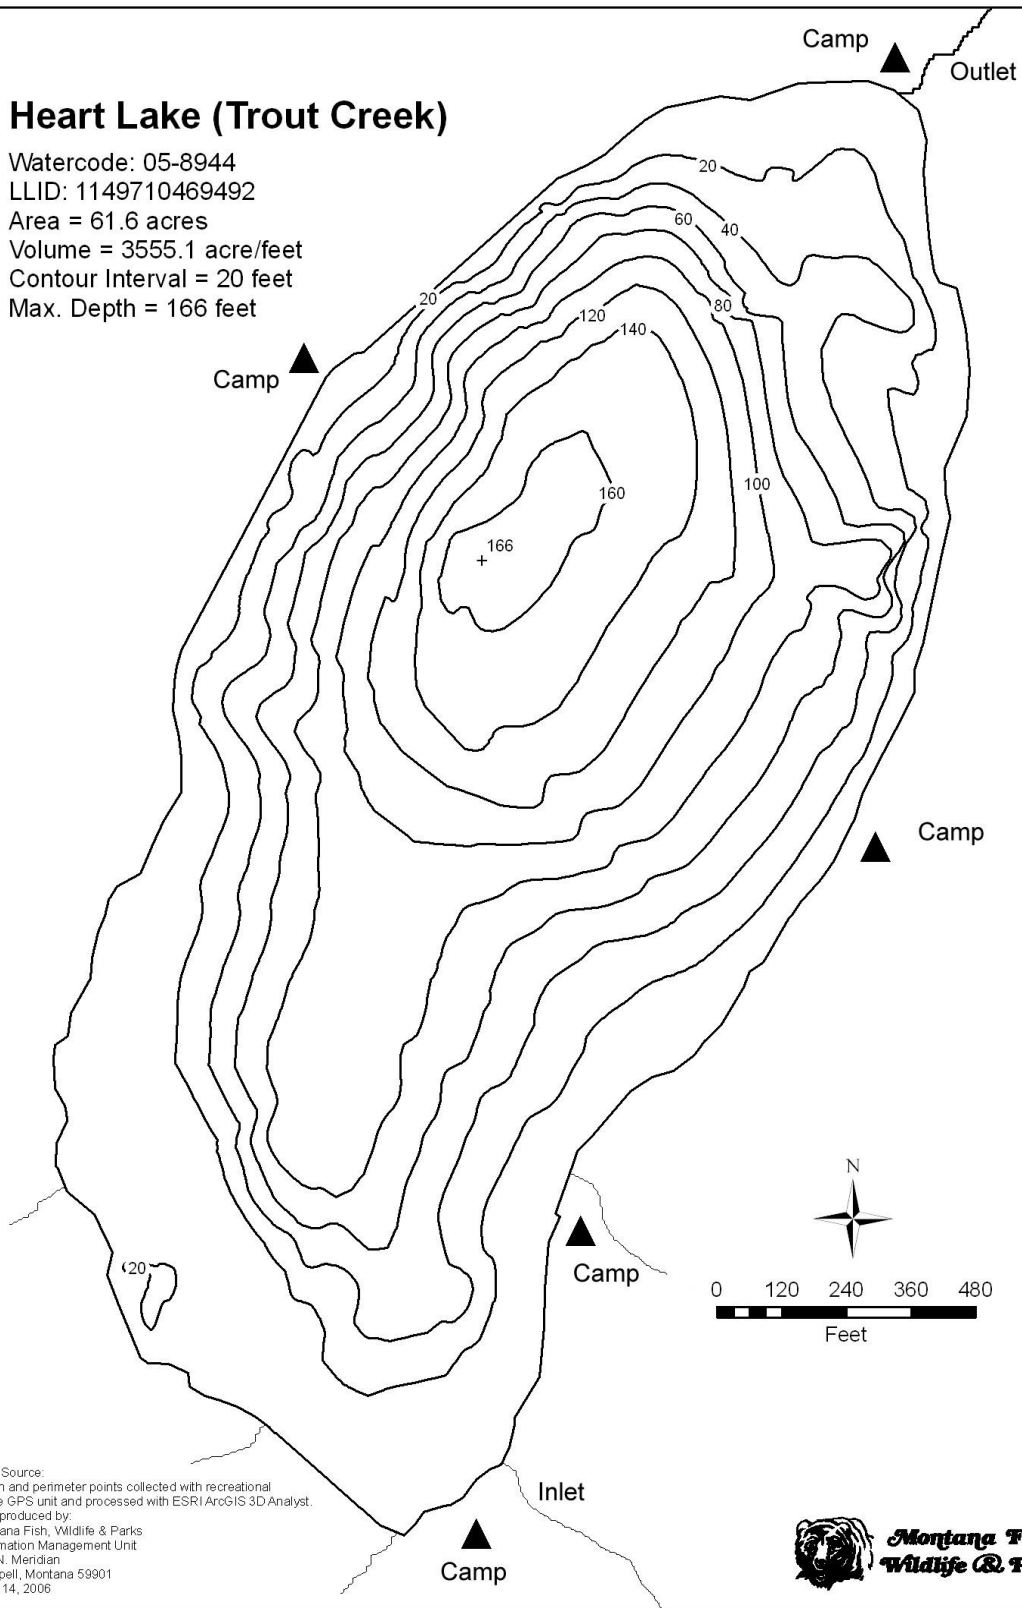 Camp
Outlet
Heart Lake (Trout Creek)
Watercode: 05-8944
LLID: 1149710469492
Area = 61.6 acres
Volume = 3555.1 acre/feet
Contour Interval = 20 feet
Max. Depth = 166 feet
20
60
40
20
80
120
140
Camp
160
100
166
Camp
N
20
Camp
0 120 240 360 480
Feet
Source:
and perimeter points collected with recreational
GPS unit and processed with ESRI ArcGIS 3D Analyst.
produced by:
Fish, Wildlife & Parks
Management Unit
N. Meridian
Montana 59901
14, 2006
Inlet
Camp
Montana
Wildlife &